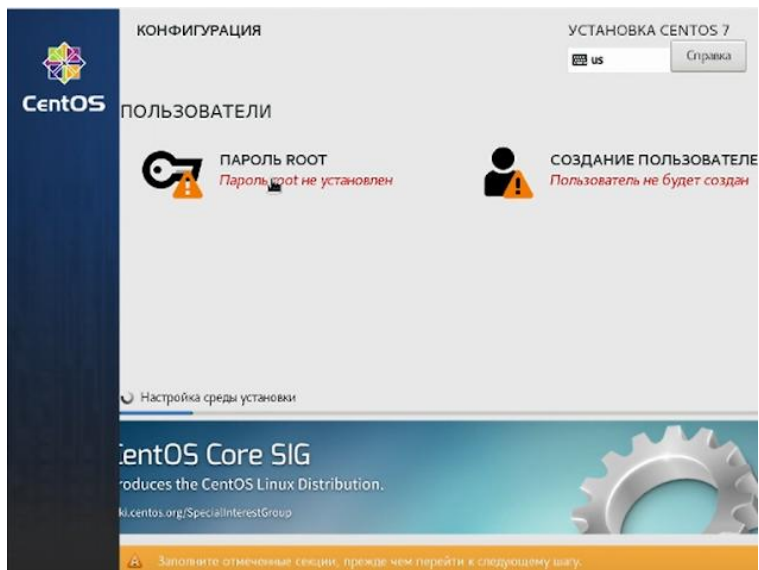 КОНФИГУРАЦИЯ
УСТАНОВКА CENTOS 7
us
Справка
CentOS
ПОЛЬЗОВАТЕЛИ
ПАРОЛЬ ROOT
Пароль root не установлен
СОЗДАНИЕ ПОЛЬЗОВАТЕЛЕ
Пользователь не будет создан
Настройка среды установки
CentOS Core SIG
roduces the CentOS Linux Distribution.
ki.centos.org/SpecialInterestGroup
Заполните отмеченные секции, прежде чем перейти к следующему шагу.